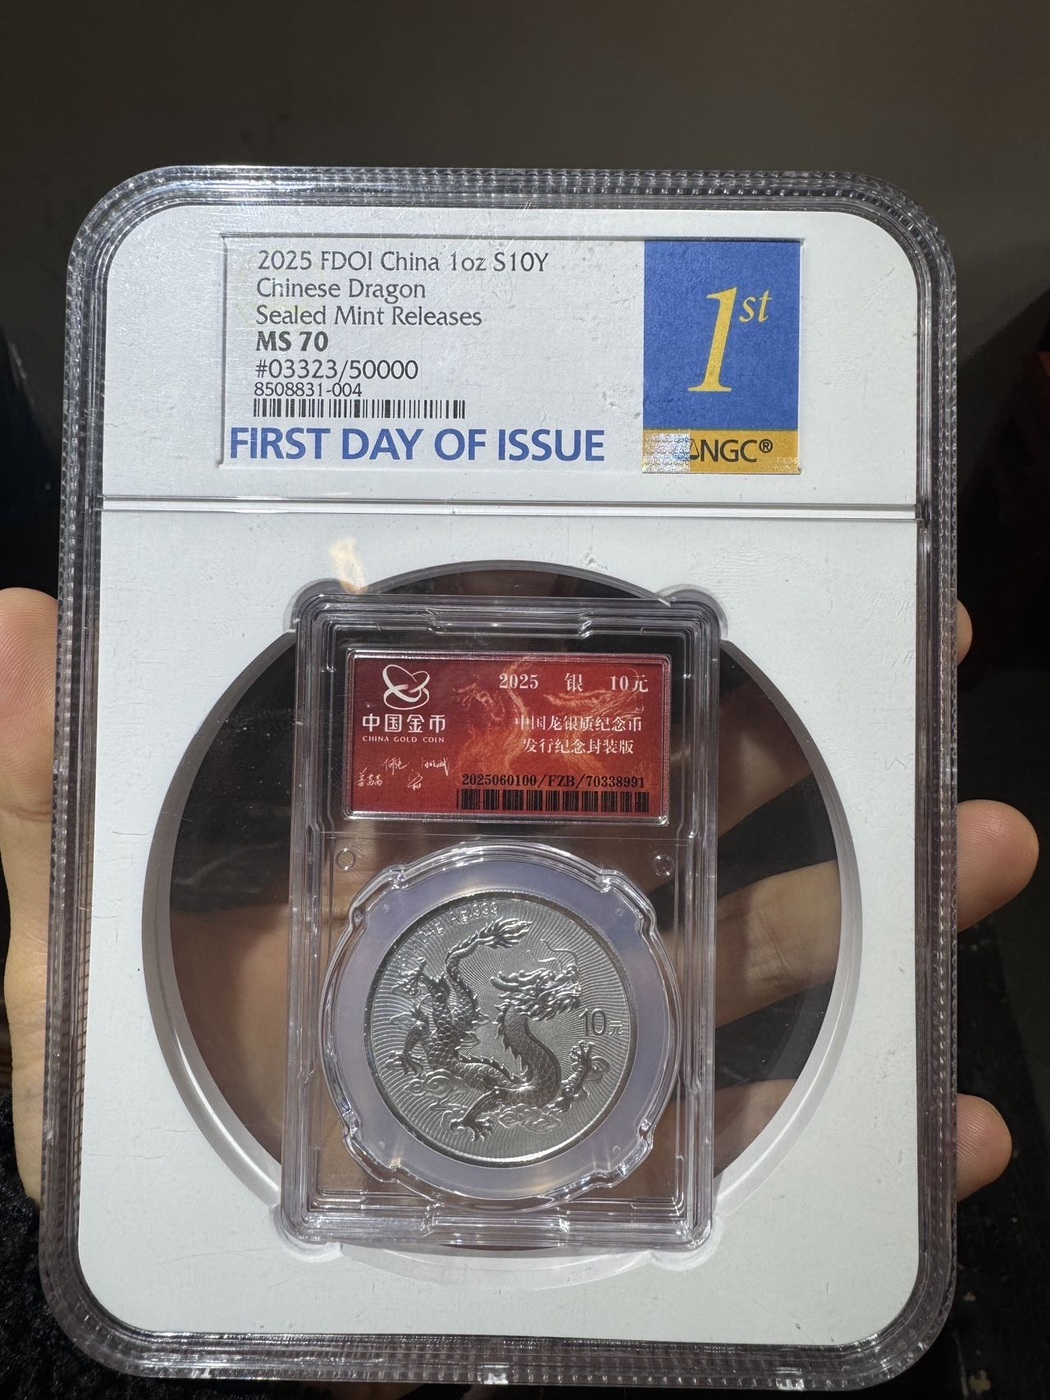 2025 FDOI China 1oz S10Y
Chinese Dragon
Sealed Mint Releases
MS 70
#03323/50000
8508831-004
FIRST DAY OF ISSUE
1st
NGC®
2025 银 10元
中国金币
CHINA GOLD COIN
中国龙银质纪念币
发行纪念封装版
2025060100/FZB/70338991
10元